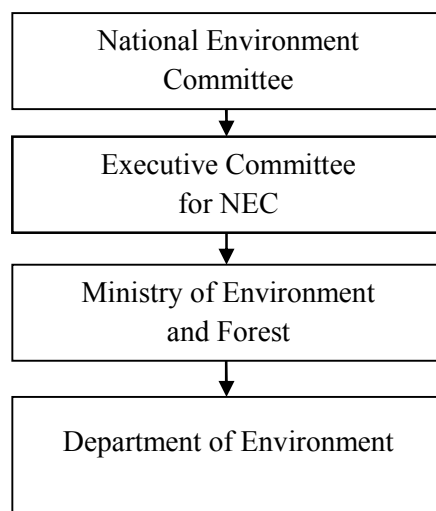 National Environment
Committee
Executive Committee
for NEC
Ministry of Environment
and Forest
Department of Environment